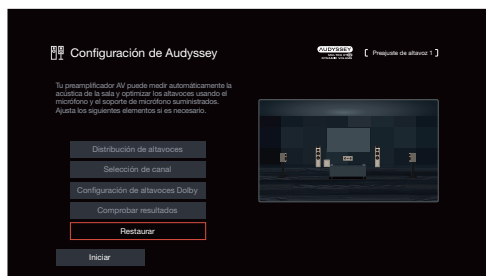 Configuración de Audyssey
AUDYSSEY
[ Preajuste de altavoz 1 ]
Tu preamplificador AV puede medir automáticamente la
acústica de la sala y optimizar los altavoces usando el
micrófono y el soporte de micrófono suministrados.
Ajusta los siguientes elementos si es necesario.
Distribución de altavoces
Selección de canal
Configuración de altavoces Dolby
Comprobar resultados
Restaurar
Iniciar